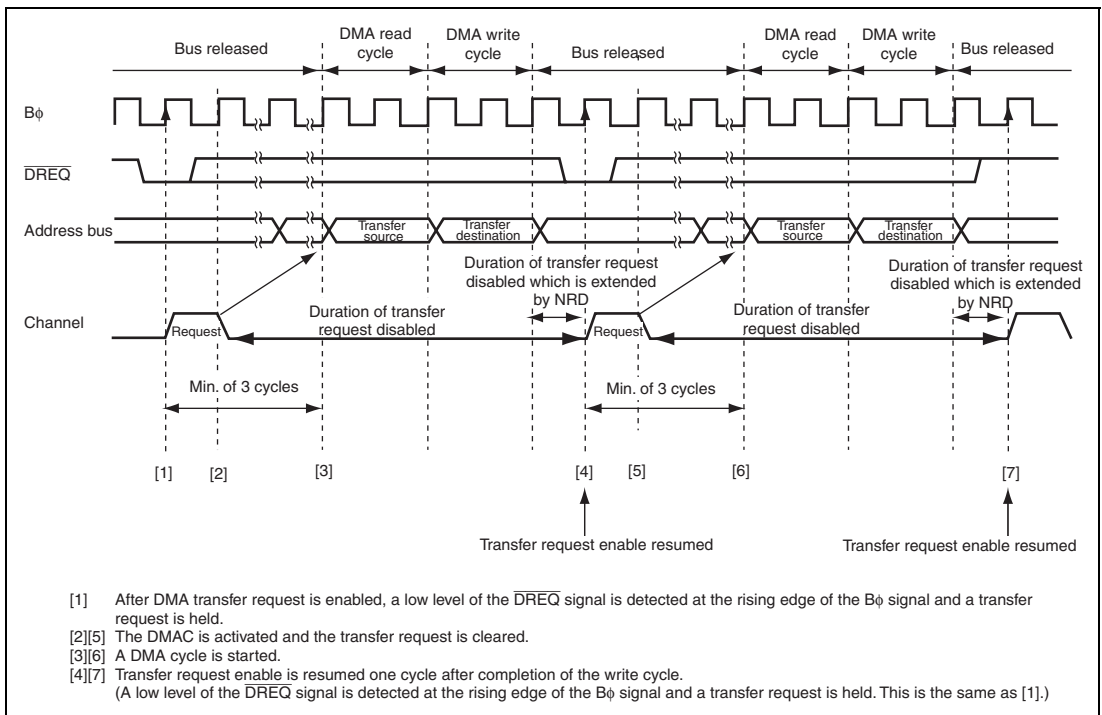 Bus released
DMA read cycle
DMA write cycle
Bus released
DMA read cycle
DMA write cycle
Bus released
Bφ
DREQ
Address bus
Transfer source
Transfer destination
Transfer source
Transfer destination
Duration of transfer request disabled which is extended by NRD
Duration of transfer request disabled which is extended by NRD
Channel
Request
Duration of transfer request disabled
Request
Duration of transfer request disabled
Min. of 3 cycles
Min. of 3 cycles
[1]
[2]
[3]
[4]
[5]
[6]
[7]
Transfer request enable resumed
Transfer request enable resumed
[1] After DMA transfer request is enabled, a low level of the DREQ signal is detected at the rising edge of the Bφ signal and a transfer
request is held.
[2][5] The DMAC is activated and the transfer request is cleared.
[3][6] A DMA cycle is started.
[4][7] Transfer request enable is resumed one cycle after completion of the write cycle.
(A low level of the DREQ signal is detected at the rising edge of the Bφ signal and a transfer request is held. This is the same as [1].)